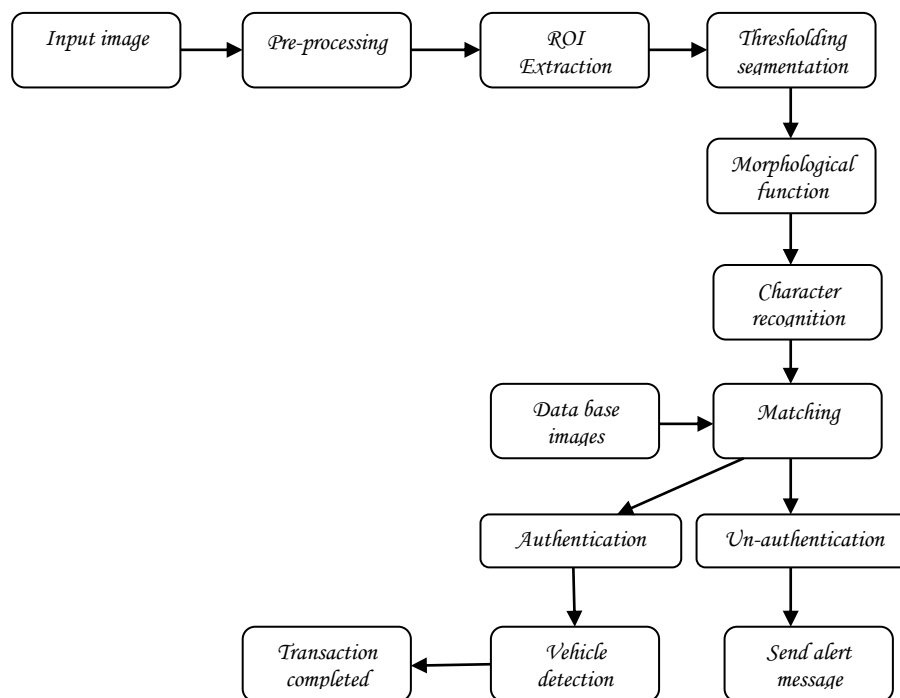 Input image
Pre-processing
ROI
Extraction
Thresholding
segmentation
Morphological
function
Character
recognition
Data base
images
Matching
Authentication
Un-authentication
Transaction
completed
Vehicle
detection
Send alert
message